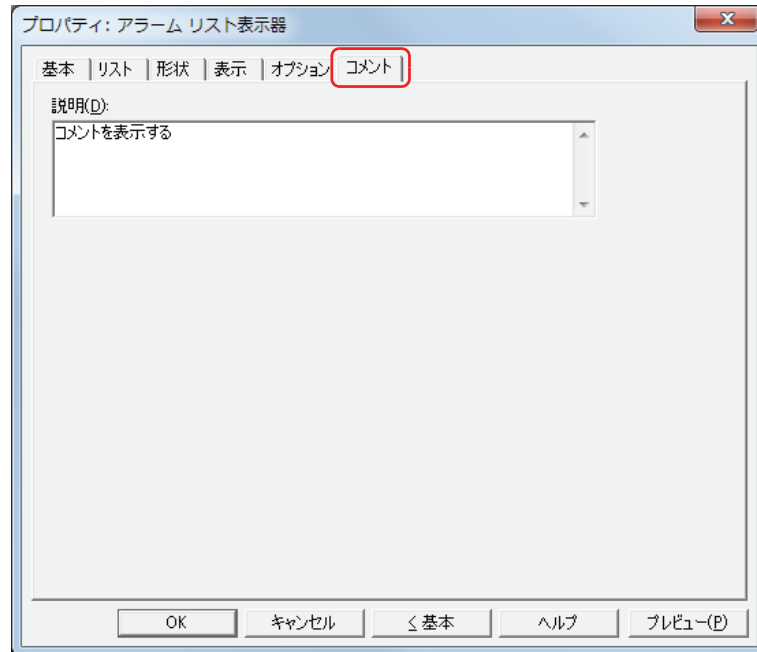 プロパティ: アラーム リスト表示器
基本 リスト 形状 表示 オプション コメント
説明(D):
コメントを表示する
OK キャンセル ≤ 基本 ヘルプ プレビュー(P)